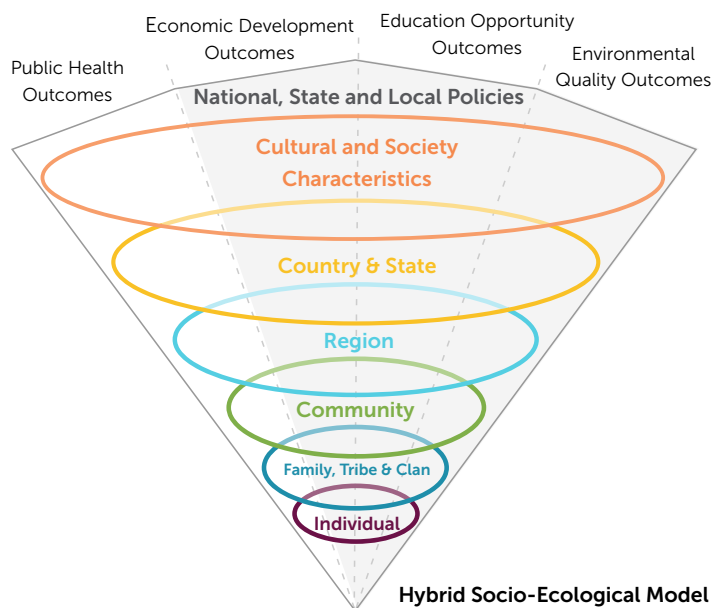 Economic Development
Outcomes
Education Opportunity
Outcomes
Public Health
Outcomes
Environmental
Quality Outcomes
National, State and Local Policies
Cultural and Society
Characteristics
Country & State
Region
Community
Family, Tribe & Clan
Individual
Hybrid Socio-Ecological Model